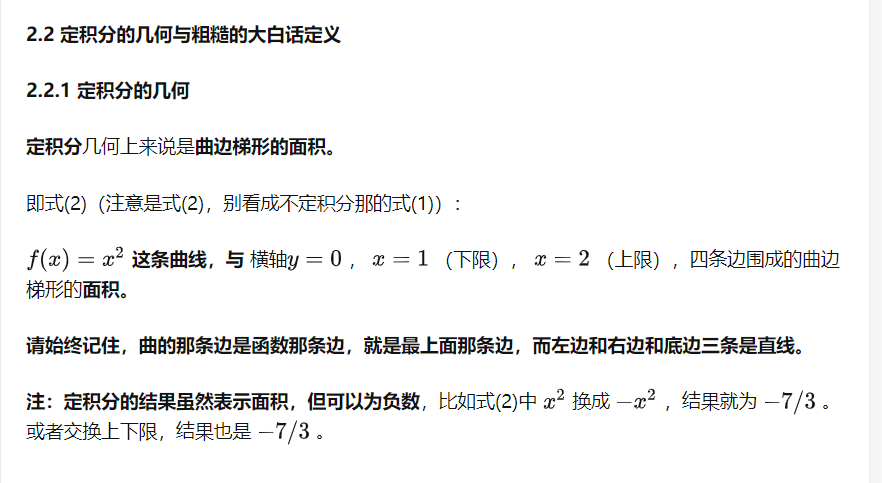 2.2 定积分的几何与粗糙的大白话定义
2.2.1 定积分的几何
定积分几何上来说是曲边梯形的面积。
即式(2)（注意是式(2)，别看成不定积分那的式(1)）：
f(x) = x² 这条曲线，与 横轴y = 0 ， x = 1 （下限）， x = 2 （上限），四条边围成的曲边
梯形的面积。
请始终记住，曲的那条边是函数那条边，就是最上面那条边，而左边和右边和底边三条是直线。
注：定积分的结果虽然表示面积，但可以为负数，比如式(2)中 x² 换成 −x² ，结果就为 −7/3 。
或者交换上下限，结果也是 −7/3 。